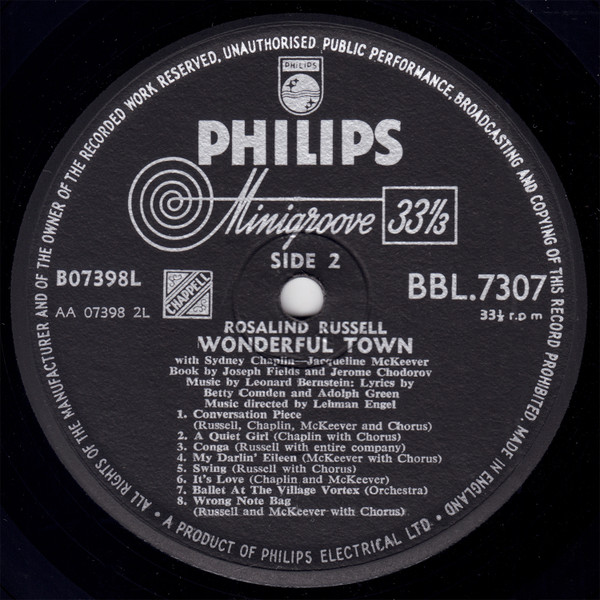 ALL RIGHTS OF THE MANUFACTURER AND OF THE OWNER OF THE RECORDED WORK RESERVED, UNAUTHORISED PUBLIC PERFORMANCE, BROADCASTING AND COPYING OF THIS RECORD PROHIBITED. MADE IN ENGLAND
PHILIPS
PHILIPS
Minigroove 33⅓
SIDE 2
B07398L
BBL.7307
AA 07398 2L
CHAPPELL
33⅓ r.p m
ROSALIND RUSSELL
WONDERFUL TOWN
with Sydney Chaplin—Jacqueline McKeever
Book by Joseph Fields and Jerome Chodorov
Music by Leonard Bernstein: Lyrics by
Betty Comden and Adolph Green
Music directed by Lehman Engel
1. Conversation Piece
(Russell, Chaplin, McKeever and Chorus)
2. A Quiet Girl (Chaplin with Chorus)
3. Conga (Russell with entire company)
4. My Darlin' Eileen (McKeever with Chorus)
5. Swing (Russell with Chorus)
6. It's Love (Chaplin and McKeever)
7. Ballet At The Village Vortex (Orchestra)
8. Wrong Note Bag
(Russell and McKeever with Chorus)
• A PRODUCT OF PHILIPS ELECTRICAL LTD •